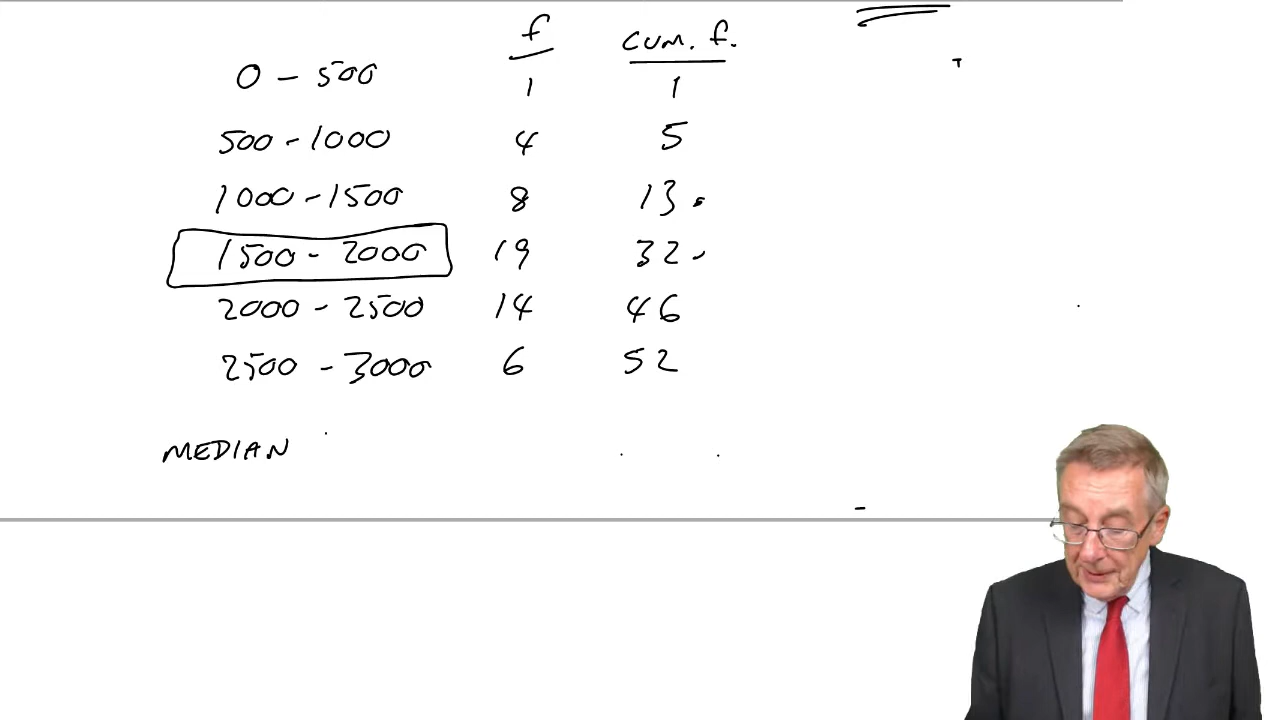 f cum. f.
0 - 500 1 1
500 - 1000 4 5
1000 - 1500 8 13
1500 - 2000 19 32
2000 - 2500 14 46
2500 - 3000 6 52
MEDIAN